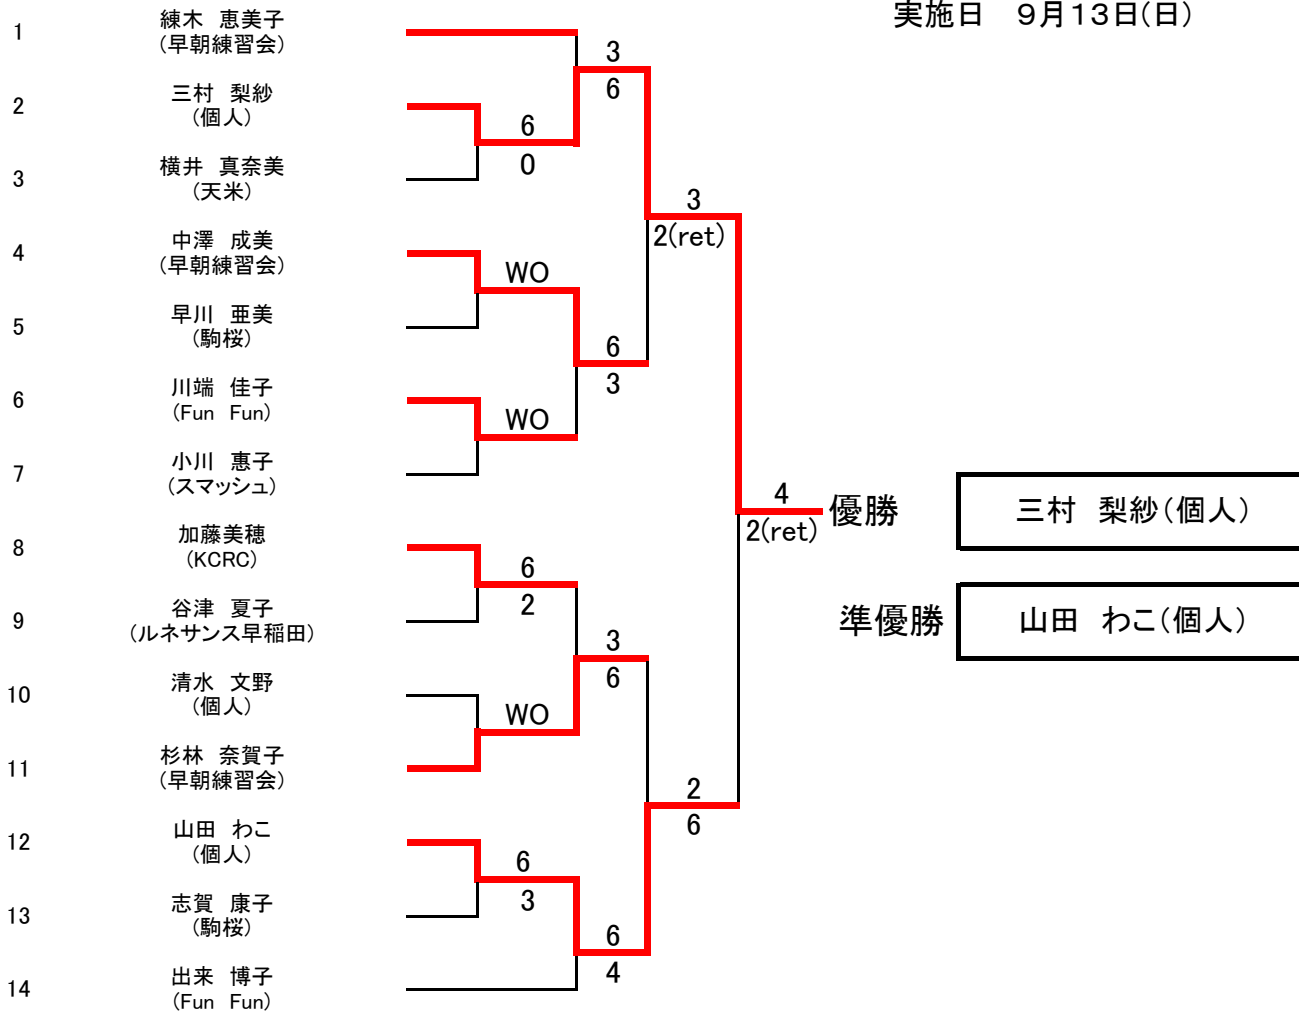 実施日　９月１３日(日)
1
練木　恵美子
(早朝練習会)
3
6
2
三村　梨紗
(個人)
6
0
3
横井　真奈美
(天米)
3
2(ret)
4
中澤　成美
(早朝練習会)
WO
5
早川　亜美
(駒桜)
6
3
6
川端　佳子
(Fun Fun)
WO
7
小川　惠子
(スマッシュ)
4
2(ret)
優勝
三村　梨紗(個人)
8
加藤美穂
(KCRC)
6
2
9
谷津　夏子
(ルネサンス早稲田)
準優勝
山田　わこ(個人)
3
6
10
清水　文野
(個人)
WO
11
杉林　奈賀子
(早朝練習会)
2
6
12
山田　わこ
(個人)
6
3
13
志賀　康子
(駒桜)
6
4
14
出来　博子
(Fun Fun)